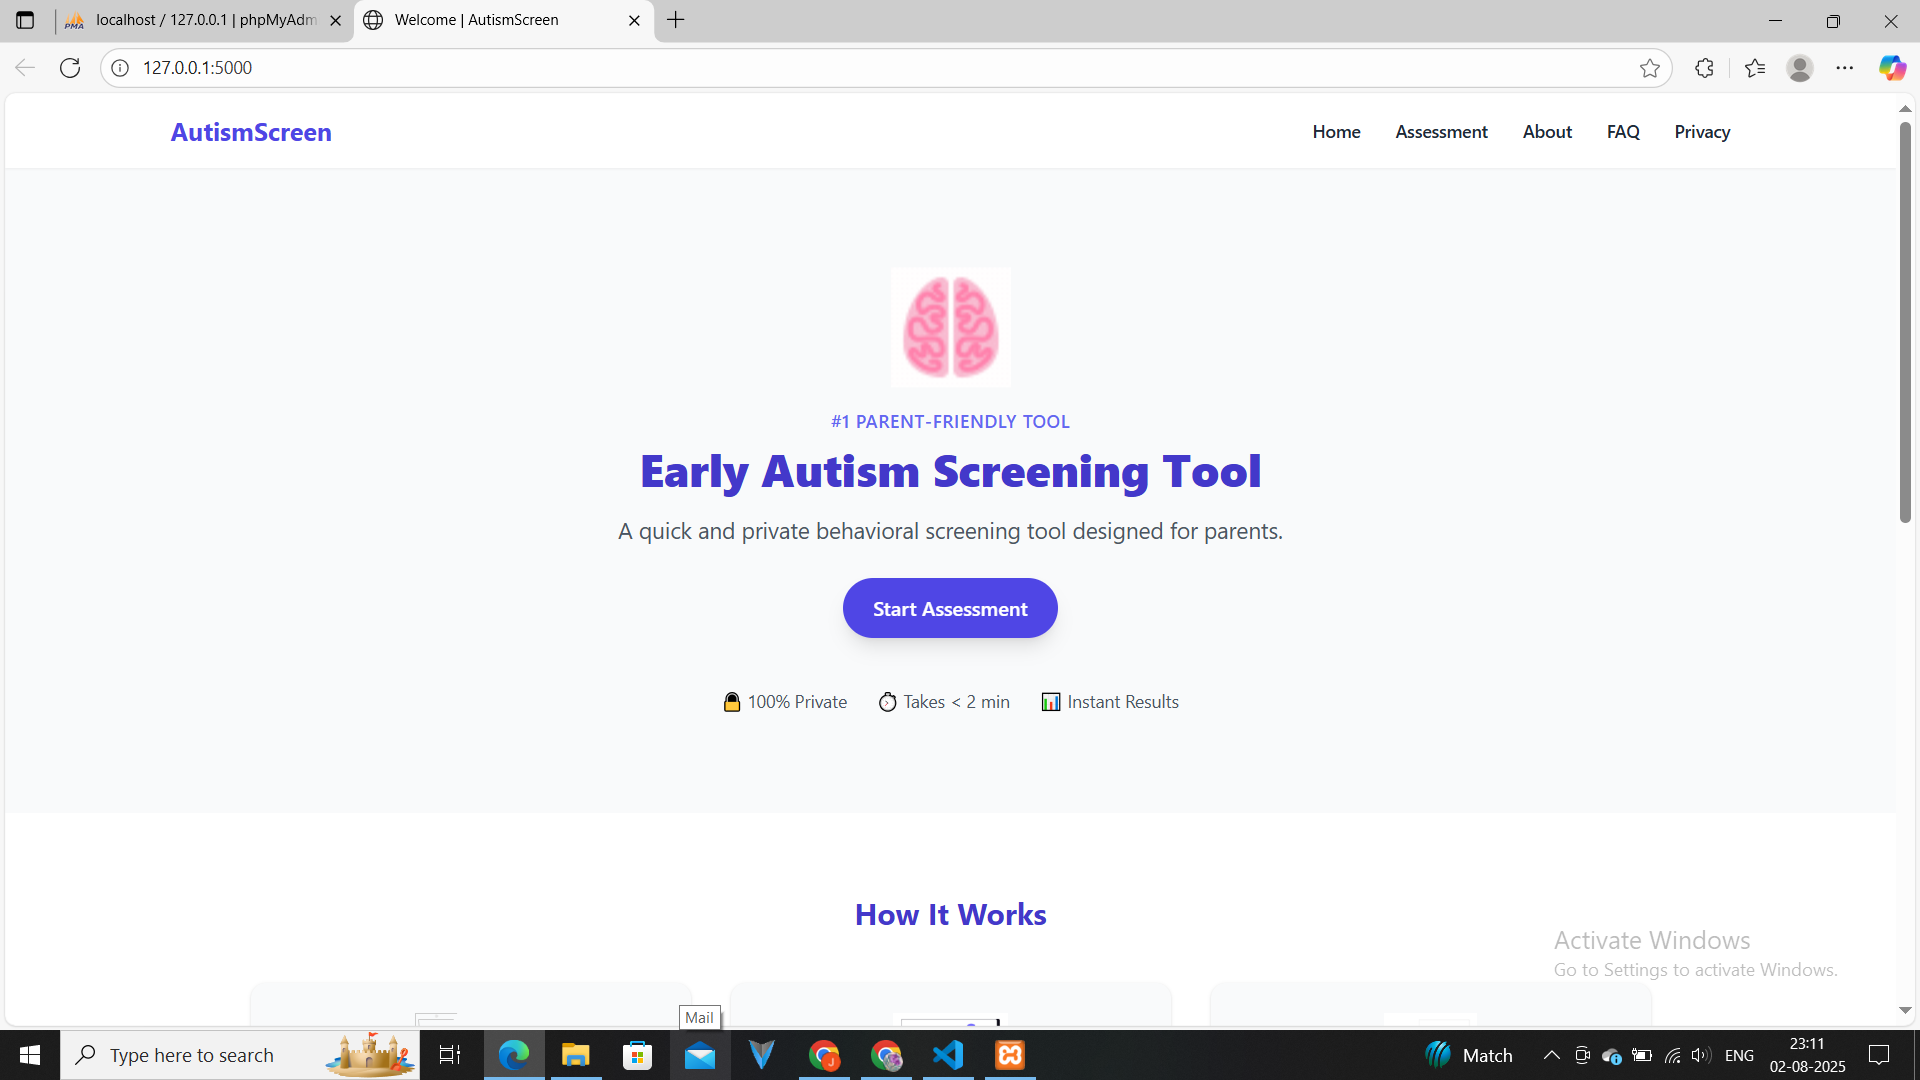 localhost / 127.0.0.1 | phpMyAdm
Welcome | AutismScreen
127.0.0.1:5000
AutismScreen
Home Assessment About FAQ Privacy
#1 PARENT-FRIENDLY TOOL
Early Autism Screening Tool
A quick and private behavioral screening tool designed for parents.
Start Assessment
100% Private Takes < 2 min Instant Results
How It Works
Activate Windows
Go to Settings to activate Windows.
Mail
Type here to search
Match
ENG
23:11
02-08-2025